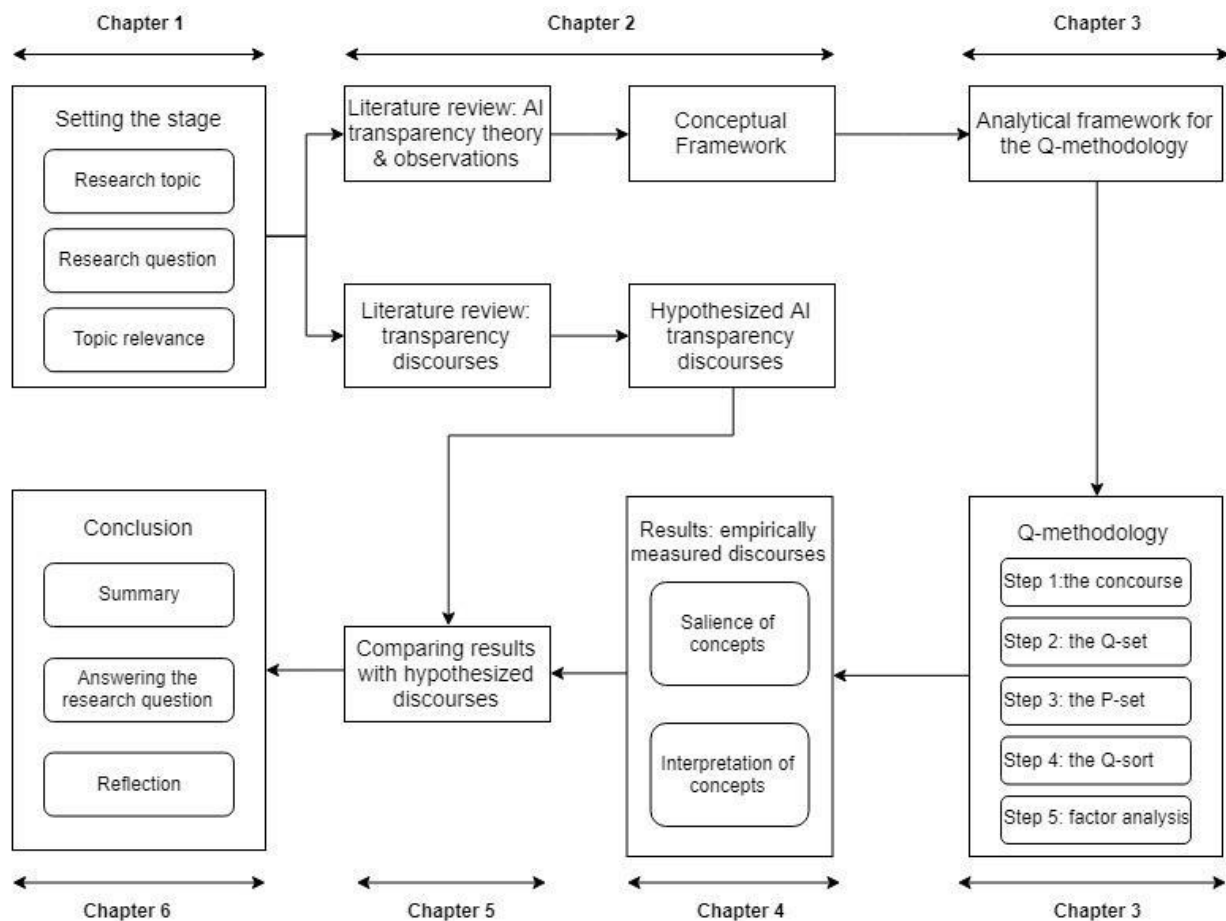 Chapter 1
Chapter 2
Chapter 3
Setting the stage
Research topic
Research question
Topic relevance
Literature review: AI
transparency theory
& observations
Conceptual
Framework
Analytical framework for
the Q-methodology
Literature review:
transparency
discourses
Hypothesized AI
transparency
discourses
Conclusion
Summary
Answering the
research question
Reflection
Comparing results
with hypothesized
discourses
Results: empirically
measured discourses
Salience of
concepts
Interpretation of
concepts
Q-methodology
Step 1:the concourse
Step 2: the Q-set
Step 3: the P-set
Step 4: the Q-sort
Step 5: factor analysis
Chapter 6
Chapter 5
Chapter 4
Chapter 3